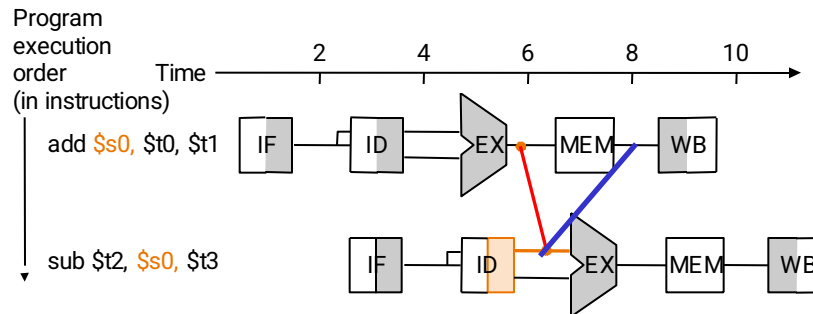 Program
execution
order
(in instructions)
Time
2 4 6 8 10
add $s0, $t0, $t1
IF ID EX MEM WB
sub $t2, $s0, $t3
IF ID EX MEM WB